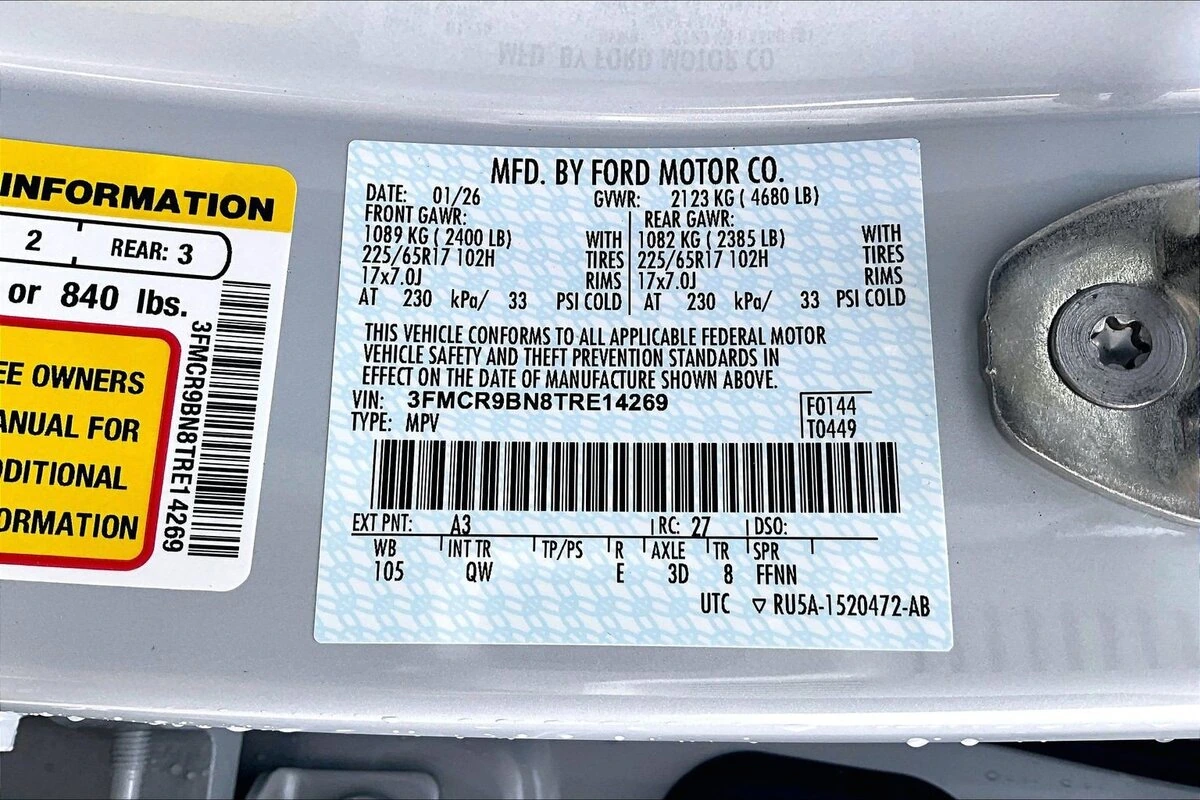 MFD. BY FORD MOTOR CO.
INFORMATION
2 REAR: 3
or 840 lbs.
EE OWNERS
ANUAL FOR
DDITIONAL
ORMATION
3FMCR9BN8TRE14269
MFD. BY FORD MOTOR CO.
DATE: 01/26 GVWR: 2123 KG ( 4680 LB)
FRONT GAWR: REAR GAWR:
1089 KG ( 2400 LB) WITH 1082 KG ( 2385 LB) WITH
225/65R17 102H TIRES 225/65R17 102H TIRES
17x7.0J RIMS 17x7.0J RIMS
AT 230 kPa/ 33 PSI COLD AT 230 kPa/ 33 PSI COLD
THIS VEHICLE CONFORMS TO ALL APPLICABLE FEDERAL MOTOR
VEHICLE SAFETY AND THEFT PREVENTION STANDARDS IN
EFFECT ON THE DATE OF MANUFACTURE SHOWN ABOVE.
VIN: 3FMCR9BN8TRE14269 F0144
TYPE: MPV T0449
EXT PNT: A3 RC: 27 DSO:
WB INT TR TP/PS R AXLE TR SPR
105 QW E 3D 8 FFNN
UTC ▽ RU5A-1520472-AB